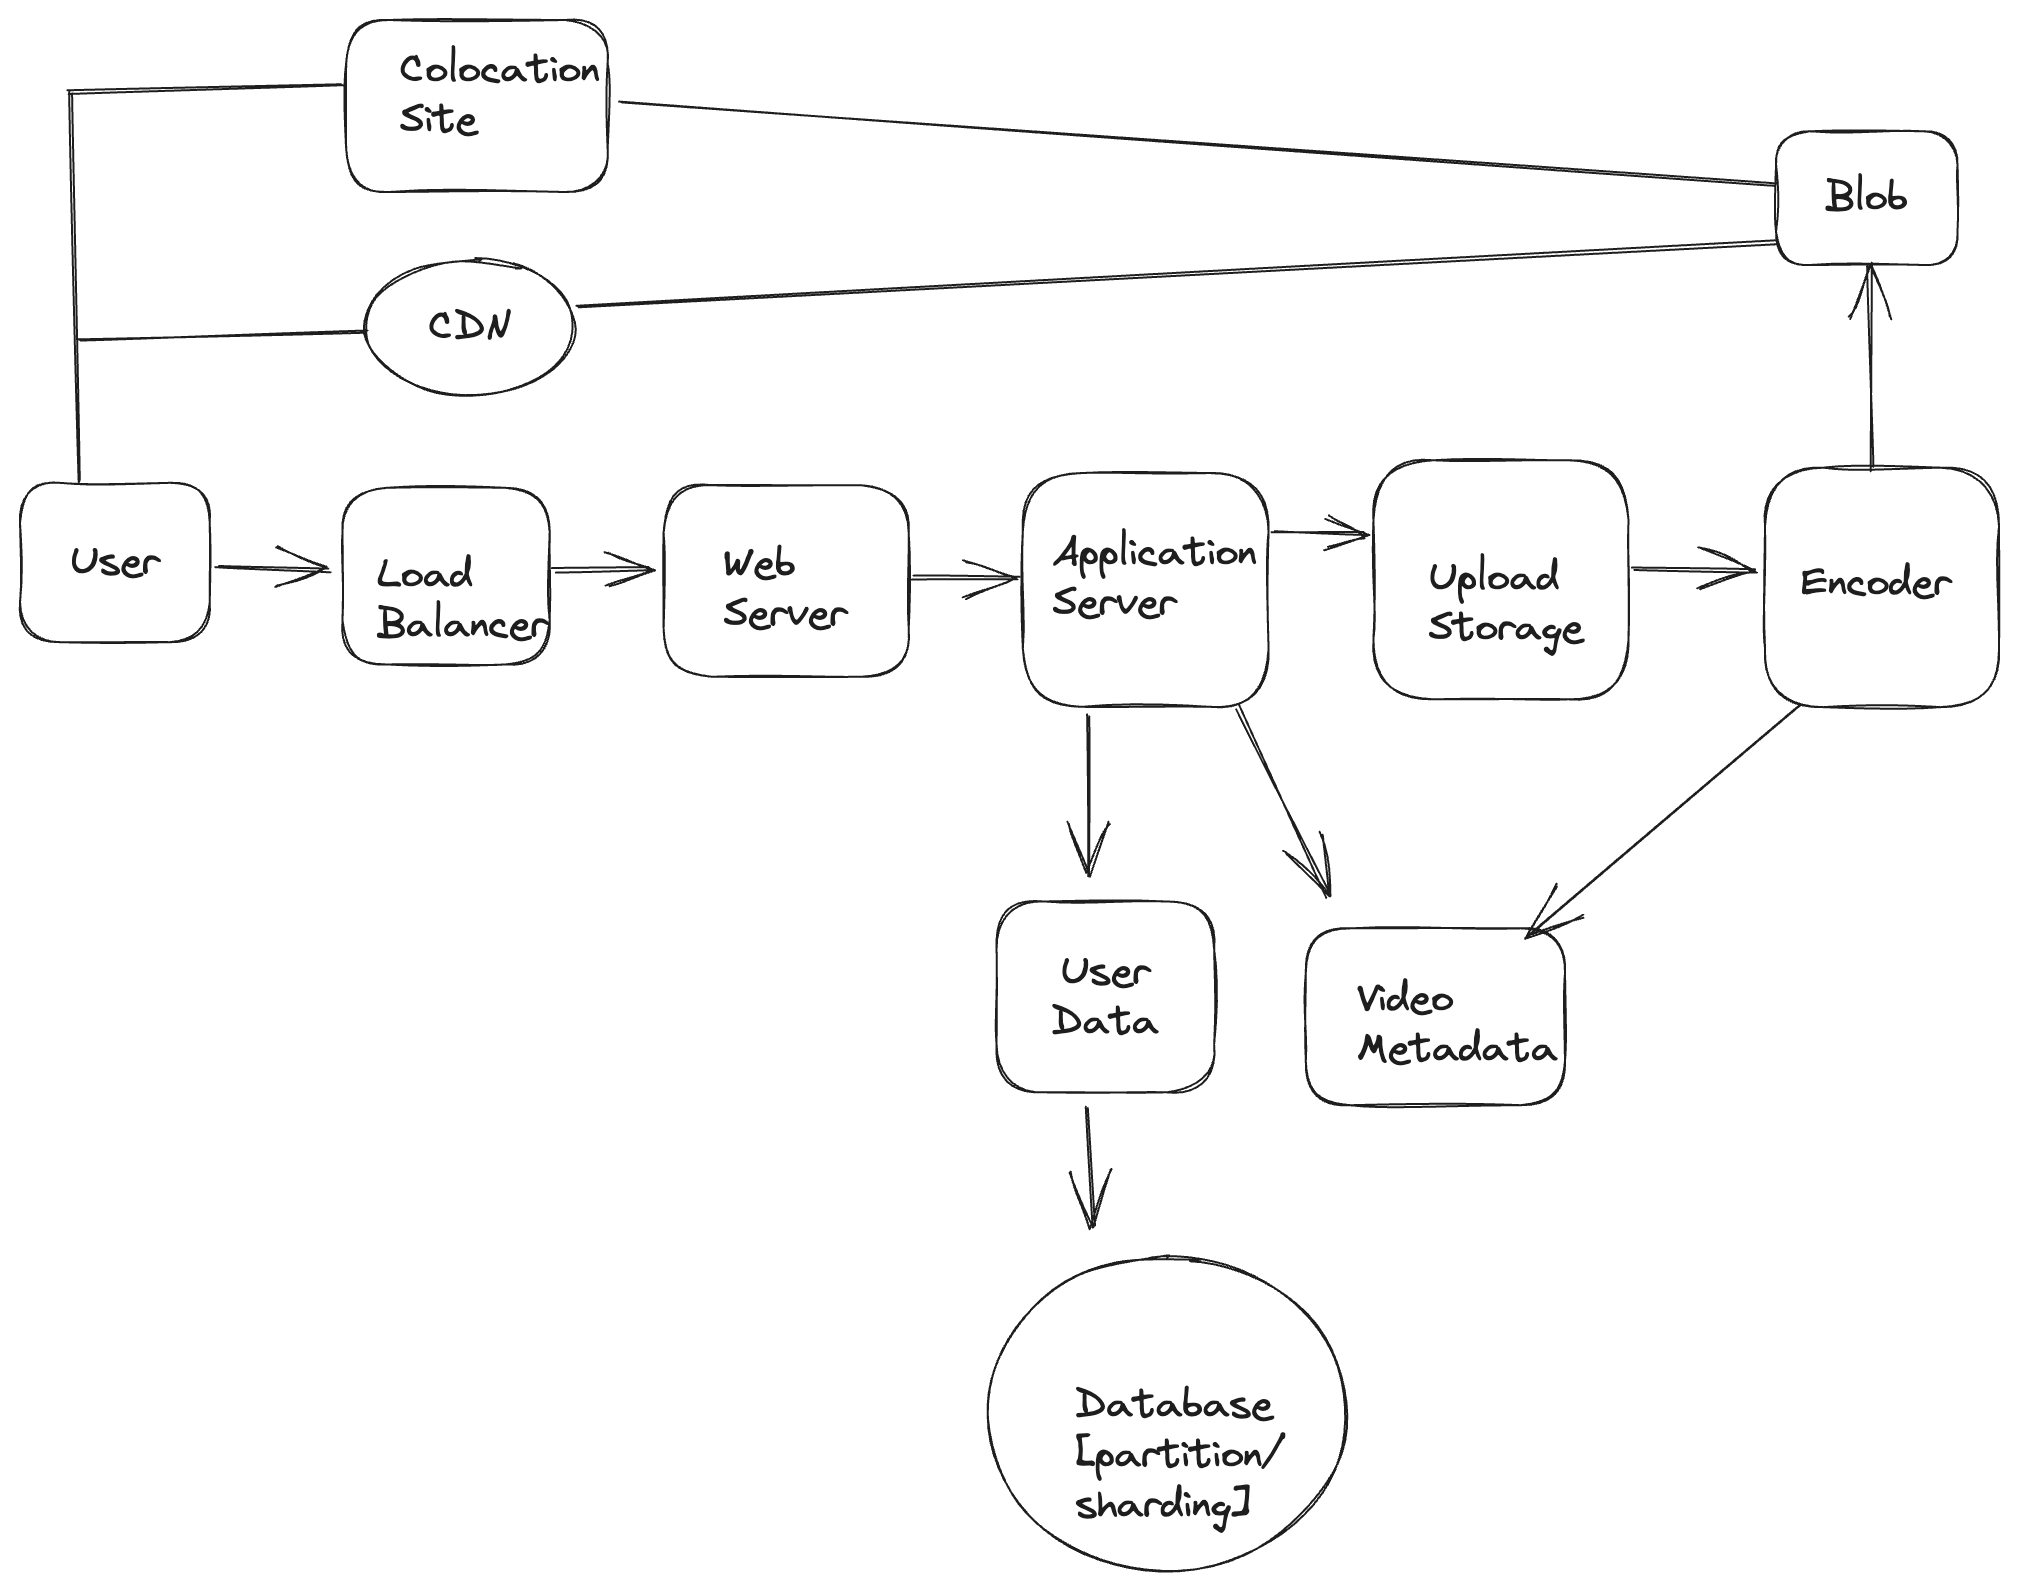 Colocation
Site
Blob
CDN
User
Load
Balancer
Web
Server
Application
Server
Upload
Storage
Encoder
User
Data
Video
Metadata
Database
[partition/
sharding]